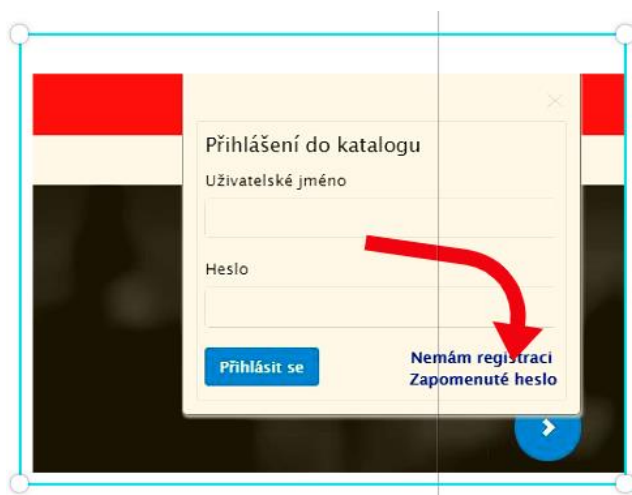 Přihlášení do katalogu
Uživatelské jméno
Heslo
Přihlásit se
Nemám registraci
Zapomenuté heslo